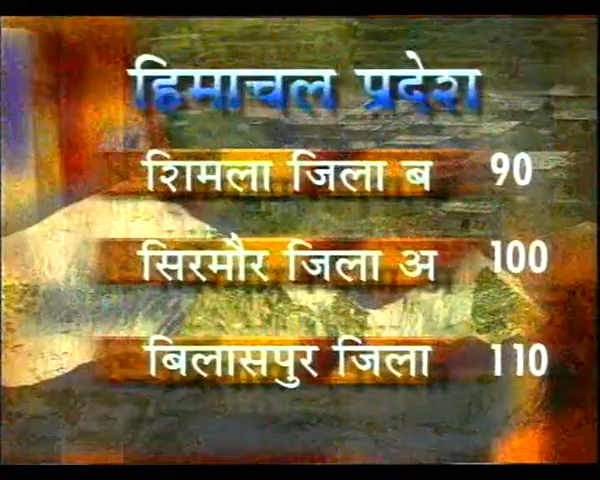 हिमाचल प्रदेश
शिमला जिला ब 90
सिरमौर जिला अ 100
बिलासपुर जिला 110